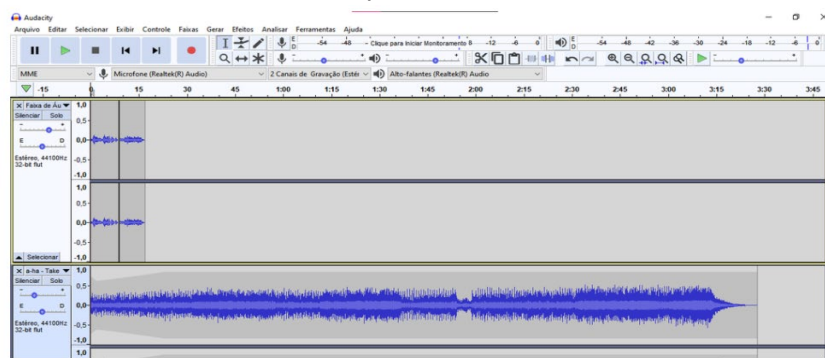 Audacity
Arquivo Editar Selecionar Exibir Controle Faixas Gerar Efeitos Analisar Ferramentas Ajuda
E D -54 -48 - Clique para Iniciar Monitoramento 8 -12 -6 0 E D -54 -48 -42 -36 -30 -24 -18 -12 -6 0
MME Microfone (Realtek(R) Audio) 2 Canais de Gravação (Estér Alto-falantes (Realtek(R) Audio
-15 0 15 30 45 1:00 1:15 1:30 1:45 2:00 2:15 2:30 2:45 3:00 3:15 3:30 3:45
X Faixa de Áu 1,0
Silenciar Solo
- + 0,5-
E D 0,0-
Estéreo, 44100Hz
32-bit flut -0,5-
-1,0
1,0
0,5-
0,0-
-0,5-
Selecionar -1,0
X a-ha - Take 1,0
Silenciar Solo
- + 0,5-
E D 0,0-
Estéreo, 44100Hz
32-bit flut -0,5-
-1,0
1,0